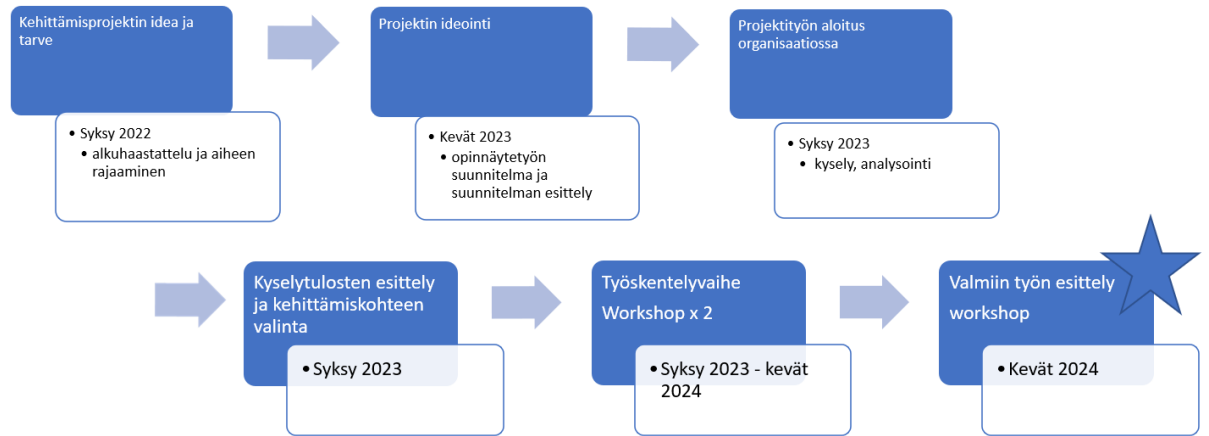 Kehittämisprojektin idea ja
tarve
• Syksy 2022
• alkuhaastattelu ja aiheen
rajaaminen
Projektin ideointi
• Kevät 2023
• opinnäytetyön
suunnitelma ja
suunnitelman esittely
Projektityön aloitus
organisaatiossa
• Syksy 2023
• kysely, analysointi
Kyselytulosten esittely
ja kehittämiskohteen
valinta
• Syksy 2023
Työskentelyvaihe
Workshop x 2
• Syksy 2023 - kevät
2024
Valmiin työn esittely
workshop
• Kevät 2024